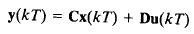 y(kT) = Cx(kT) + Du(kT)